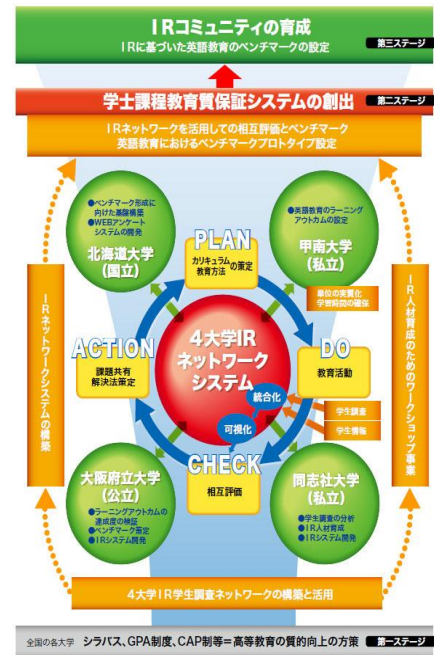 IRコミュニティの育成
IRに基づいた英語教育のベンチマークの設定
第三ステージ
学士課程教育質保証システムの創出
第二ステージ
IRネットワークを活用しての相互評価とベンチマーク
英語教育におけるベンチマークプロトタイプ設定
●ベンチマーク形成に
向けた基盤構築
●WEBアンケート
システムの開発
北海道大学
(国立)
●英語教育のラーニング
アウトカムの設定
甲南大学
(私立)
PLAN
カリキュラム
教育方法
の策定
単位の実質化
学習時間の確保
IRネットワークシステムの構築
IR人材育成のためのワークショップ事業
4大学IR
ネットワーク
システム
ACTION
課題共有
解決法策定
DO
教育活動
統合化
可視化
学生調査
学生情報
CHECK
相互評価
大阪府立大学
(公立)
●ラーニングアウトカムの
達成度の検証
●ベンチマーク策定
●IRシステム開発
同志社大学
(私立)
●学生調査の分析
●IR人材育成
●IRシステム開発
4大学IR学生調査ネットワークの構築と活用
全国の各大学 シラバス、GPA制度、CAP制等=高等教育の質的向上の方策
第一ステージ